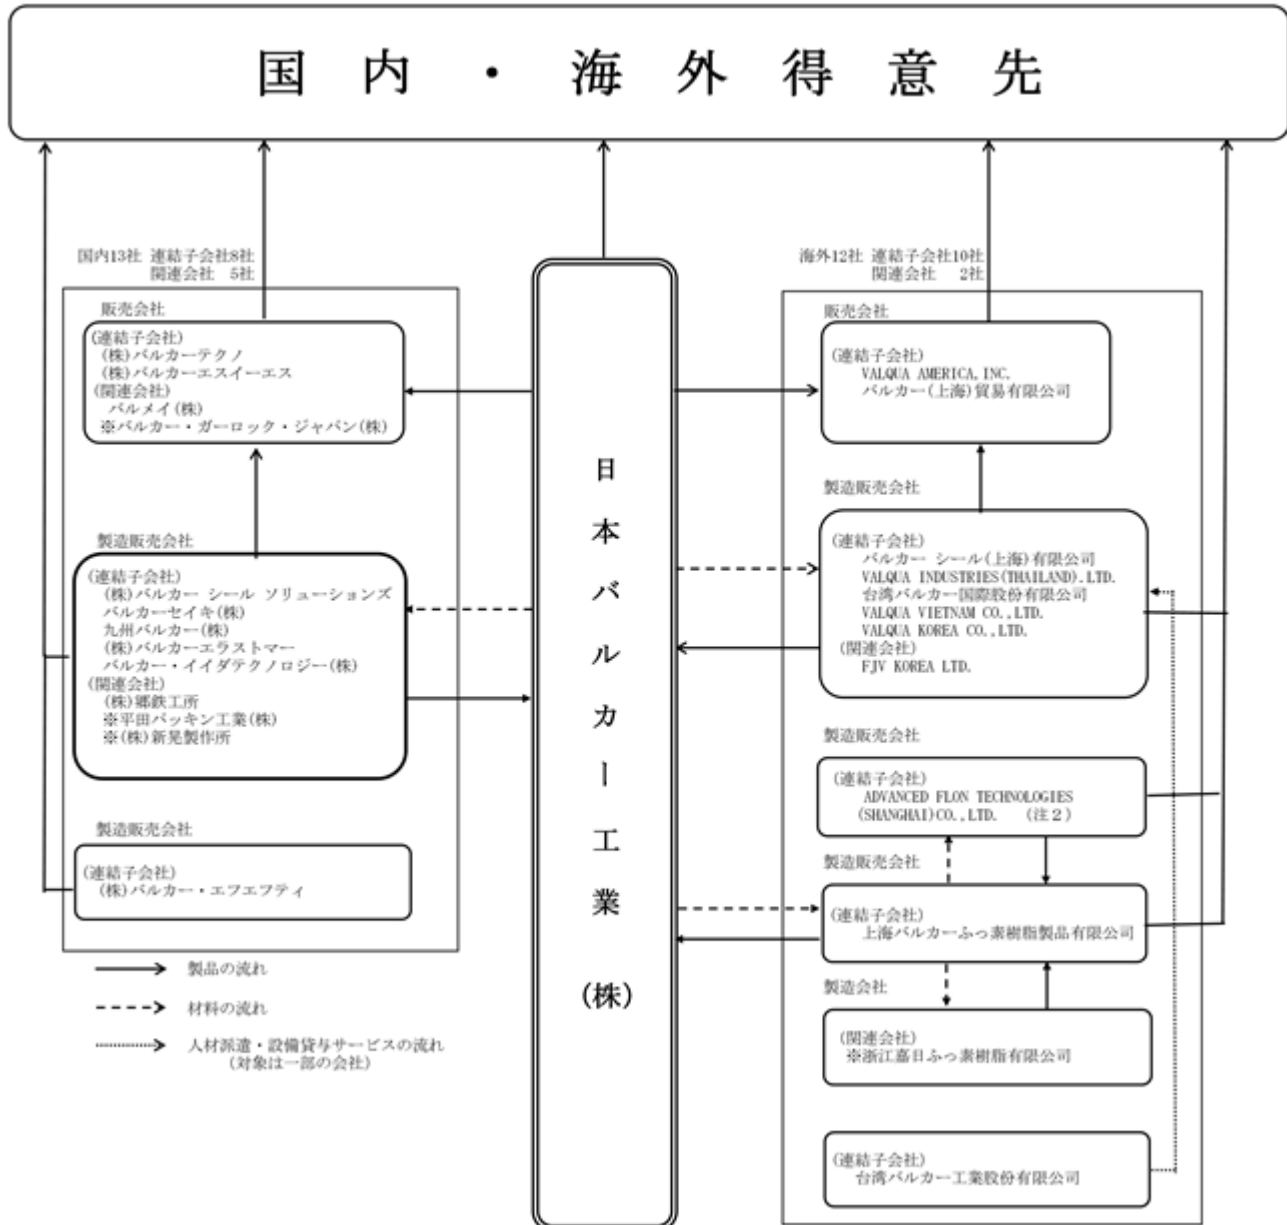 国内・海外得意先
国内13社 連結子会社8社
関連会社 5社
販売会社
(連結子会社)
(株)バルカーテクノ
(株)バルカーエスイーエス
(関連会社)
バルメイ(株)
※バルカー・ガーロック・ジャパン(株)
製造販売会社
(連結子会社)
(株)バルカー シール ソリューションズ
バルカーセイキ(株)
九州バルカー(株)
(株)バルカーエラストマー
バルカー・イイダテクノロジー(株)
(関連会社)
(株)郷鉄工所
※平田パッキン工業(株)
※(株)新晃製作所
製造販売会社
(連結子会社)
(株)バルカー・エフエフティ
製品の流れ
材料の流れ
人材派遣・設備貸与サービスの流れ
(対象は一部の会社)
日本バルカー工業(株)
海外12社 連結子会社10社
関連会社 2社
販売会社
(連結子会社)
VALQUA AMERICA,INC.
バルカー(上海)貿易有限公司
製造販売会社
(連結子会社)
バルカー シール(上海)有限公司
VALQUA INDUSTRIES(THAILAND).LTD.
台湾バルカー国際股份有限公司
VALQUA VIETNAM CO.,LTD.
VALQUA KOREA CO.,LTD.
(関連会社)
FJV KOREA LTD.
製造販売会社
(連結子会社)
ADVANCED FLON TECHNOLOGIES
(SHANGHAI)CO.,LTD. (注2)
製造販売会社
(連結子会社)
上海バルカーふっ素樹脂製品有限公司
製造会社
(関連会社)
※浙江嘉日ふっ素樹脂有限公司
(連結子会社)
台湾バルカー工業股份有限公司